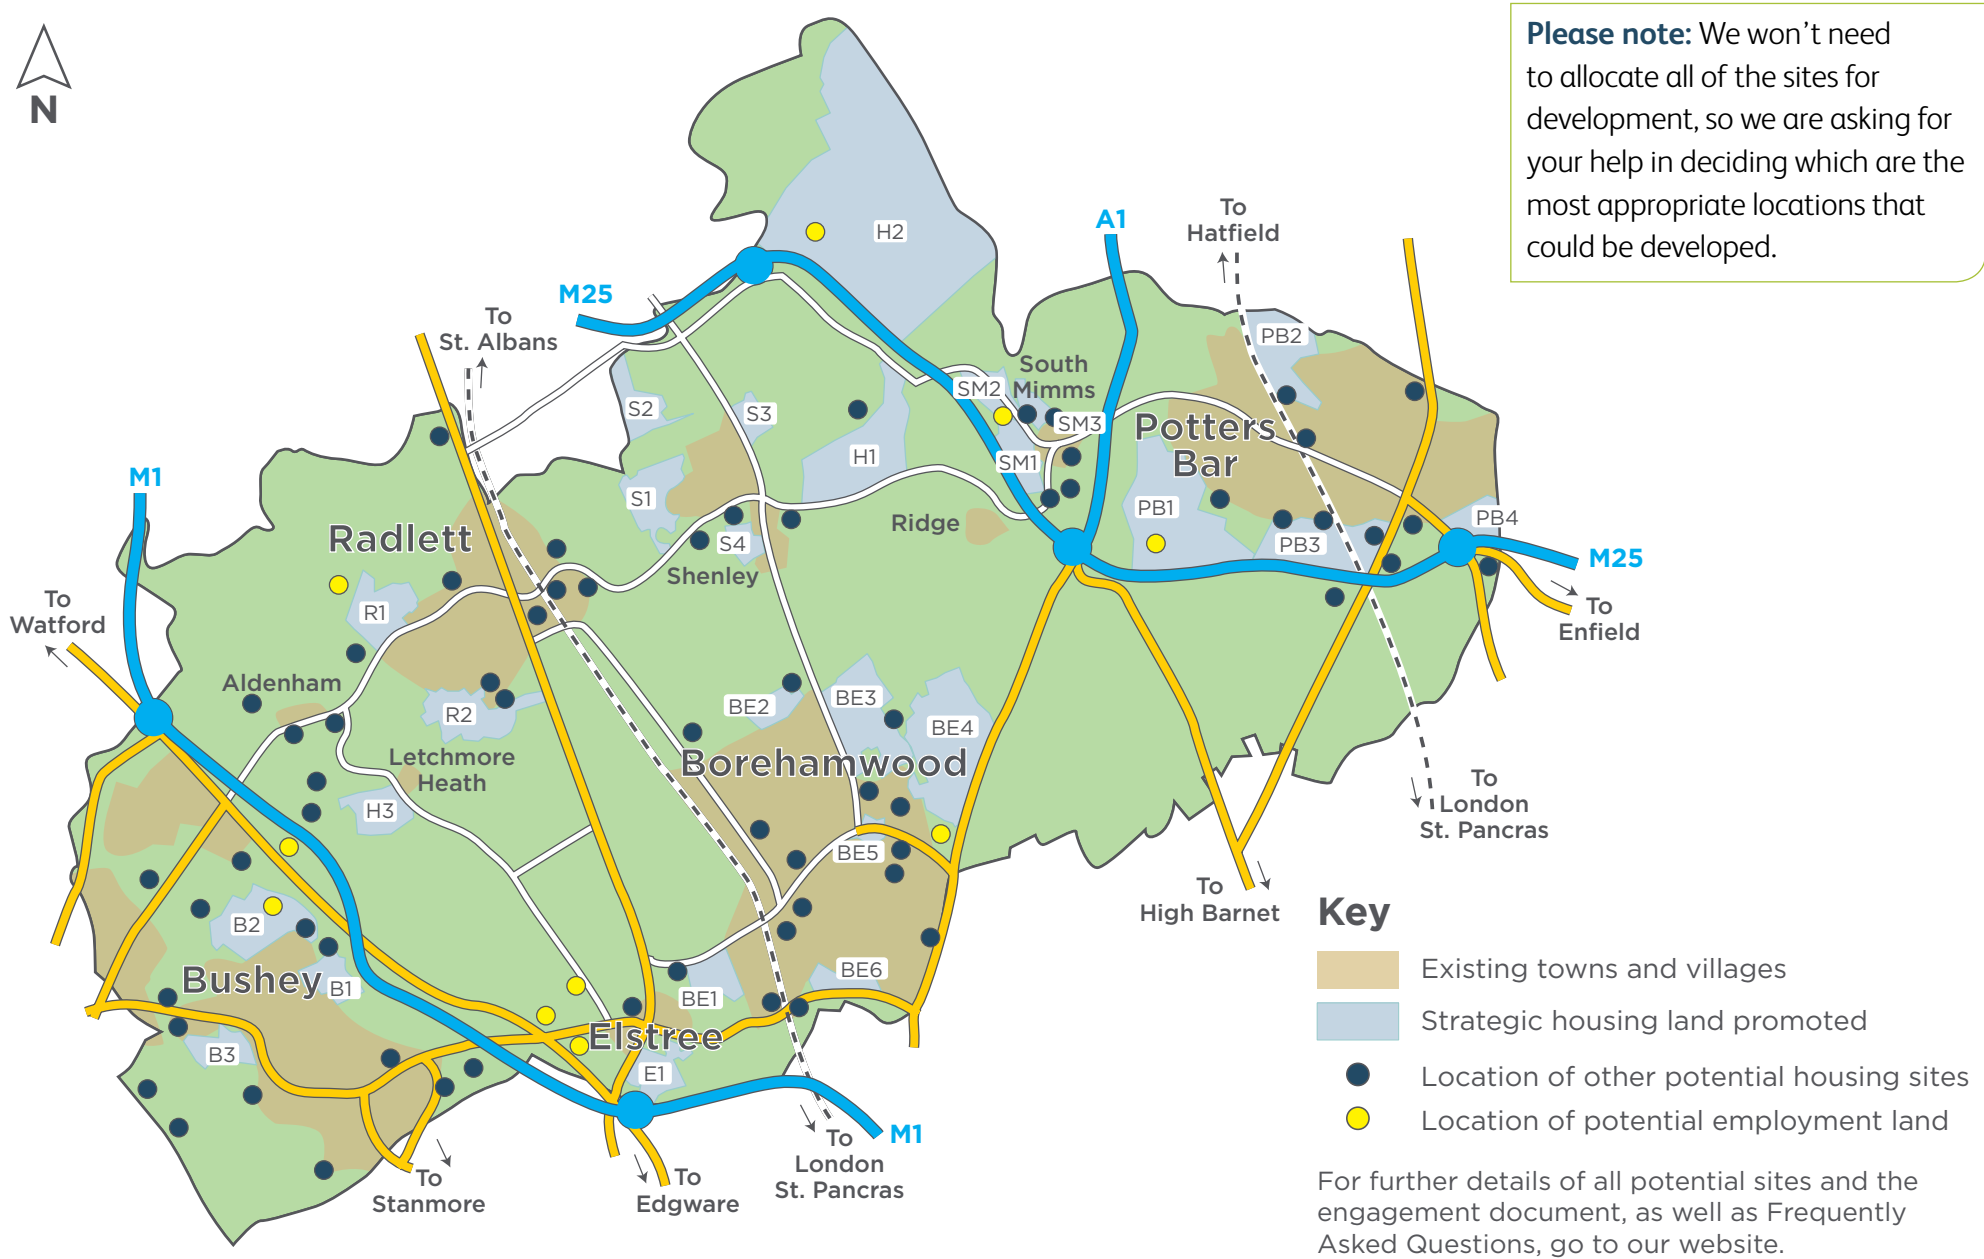 N
Please note: We won’t need
to allocate all of the sites for
development, so we are asking for
your help in deciding which are the
most appropriate locations that
could be developed.
A1
To
Hatfield
H2
M25
To
St. Albans
PB2
South
Mimms
SM2
S2
S3
SM3
Potters
Bar
H1
SM1
M1
S1
PB1
PB4
Ridge
Radlett
S4
PB3
M25
Shenley
To
Watford
R1
To
Enfield
Aldenham
BE2
BE3
R2
BE4
Letchmore
Heath
Borehamwood
To
London
St. Pancras
H3
BE5
To
High Barnet
B2
Bushey
B1
BE6
BE1
Elstree
B3
E1
M1
To
London
St. Pancras
To
Stanmore
To
Edgware
Key
Existing towns and villages
Strategic housing land promoted
Location of other potential housing sites
Location of potential employment land
For further details of all potential sites and the
engagement document, as well as Frequently
Asked Questions, go to our website.